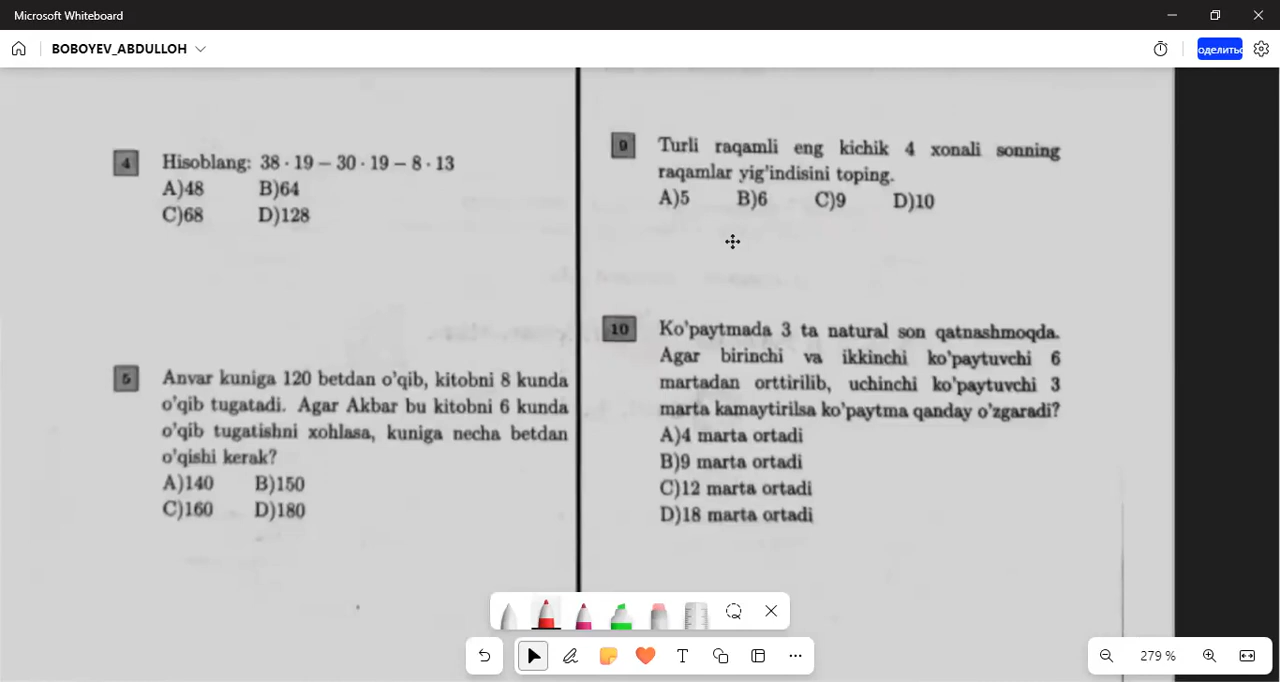 Microsoft Whiteboard
BOBOYEV_ABDULLOH
оделитьс
4 Hisoblang: 38 · 19 − 30 · 19 − 8 · 13
A)48 B)64
C)68 D)128
5 Anvar kuniga 120 betdan o'qib, kitobni 8 kunda
o'qib tugatadi. Agar Akbar bu kitobni 6 kunda
o'qib tugatishni xohlasa, kuniga necha betdan
o'qishi kerak?
A)140 B)150
C)160 D)180
9 Turli raqamli eng kichik 4 xonali sonning
raqamlar yig'indisini toping.
A)5 B)6 C)9 D)10
10 Ko'paytmada 3 ta natural son qatnashmoqda.
Agar birinchi va ikkinchi ko'paytuvchi 6
martadan orttirilib, uchinchi ko'paytuvchi 3
marta kamaytirilsa ko'paytma qanday o'zgaradi?
A)4 marta ortadi
B)9 marta ortadi
C)12 marta ortadi
D)18 marta ortadi
279 %